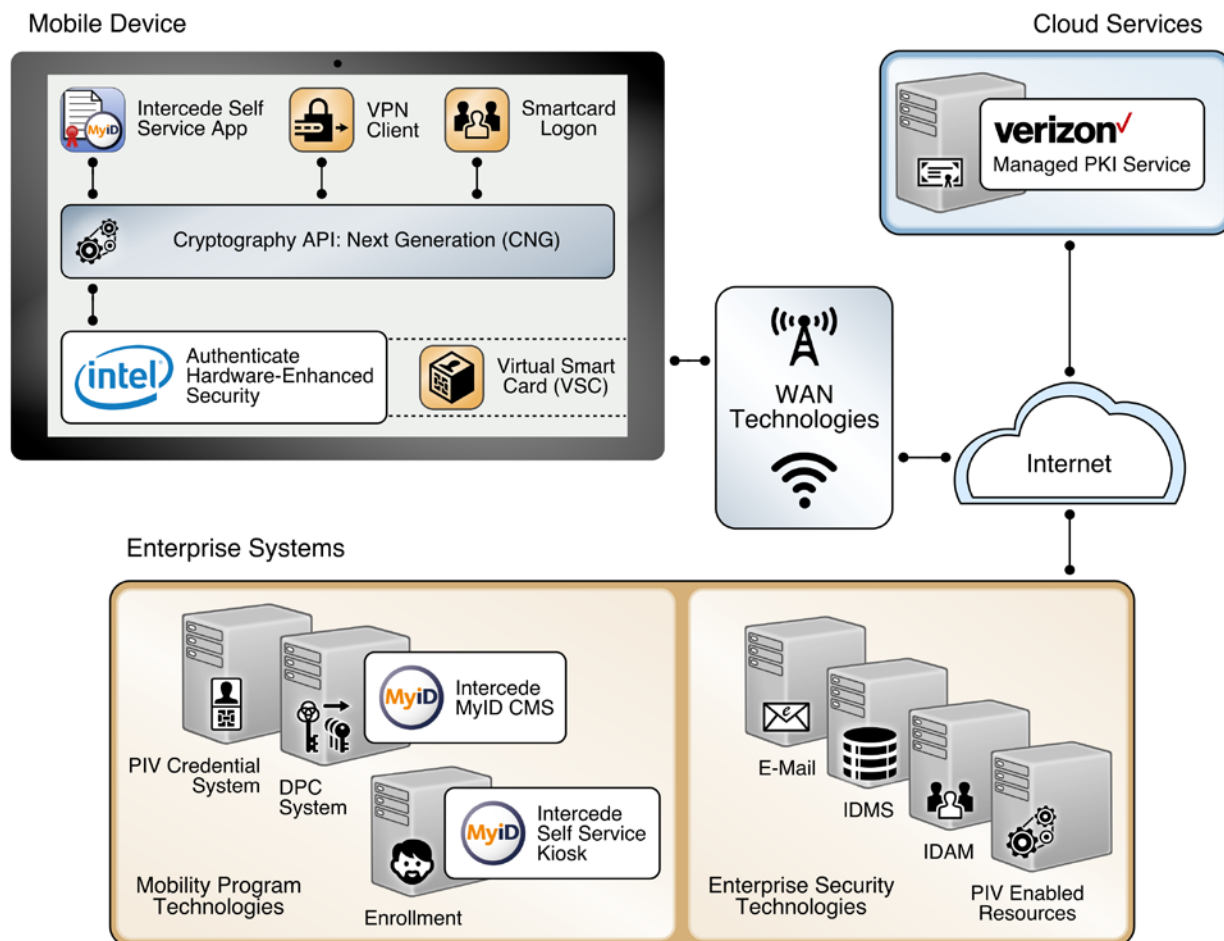 Mobile Device
Cloud Services
MyiD
Intercede Self
Service App
VPN
Client
Smartcard
Logon
verizon
Managed PKI Service
Cryptography API: Next Generation (CNG)
intel
Authenticate
Hardware-Enhanced
Security
Virtual Smart
Card (VSC)
WAN
Technologies
Internet
Enterprise Systems
MyiD
Intercede
MyID CMS
PIV Credential
System
DPC
System
MyiD
Intercede
Self Service
Kiosk
Enrollment
Mobility Program
Technologies
e
E-Mail
IDMS
IDAM
PIV Enabled
Resources
Enterprise Security
Technologies